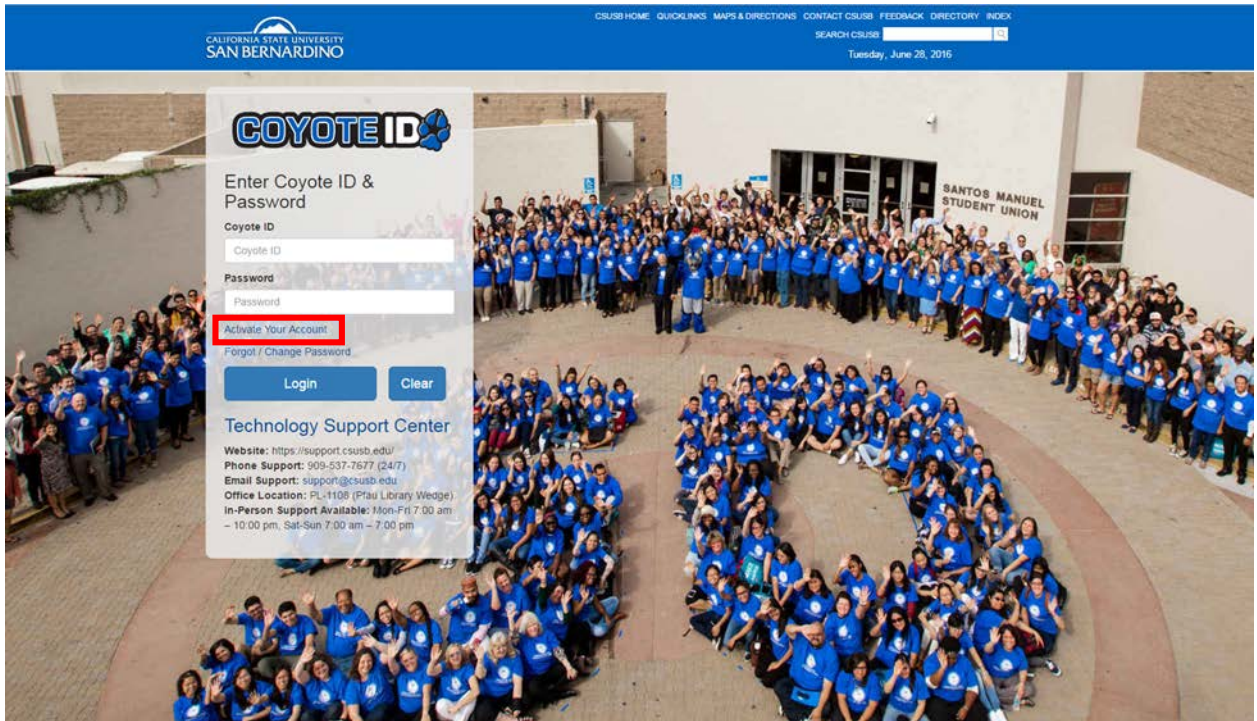 CSUSB HOME QUICKLINKS MAPS & DIRECTIONS CONTACT CSUSB FEEDBACK DIRECTORY INDEX
CALIFORNIA STATE UNIVERSITY
SAN BERNARDINO
SEARCH CSUSB:
Tuesday, June 28, 2016
COYOTE ID
Enter Coyote ID &
Password
Coyote ID
Coyote ID
Password
Password
Activate Your Account
Forgot / Change Password
Login Clear
Technology Support Center
Website: https://support.csusb.edu/
Phone Support: 909-537-7677 (24/7)
Email Support: support@csusb.edu
Office Location: PL-1108 (Pfau Library Wedge)
In-Person Support Available: Mon-Fri 7:00 am
– 10:00 pm, Sat-Sun 7:00 am – 7:00 pm
SANTOS MANUEL
STUDENT UNION